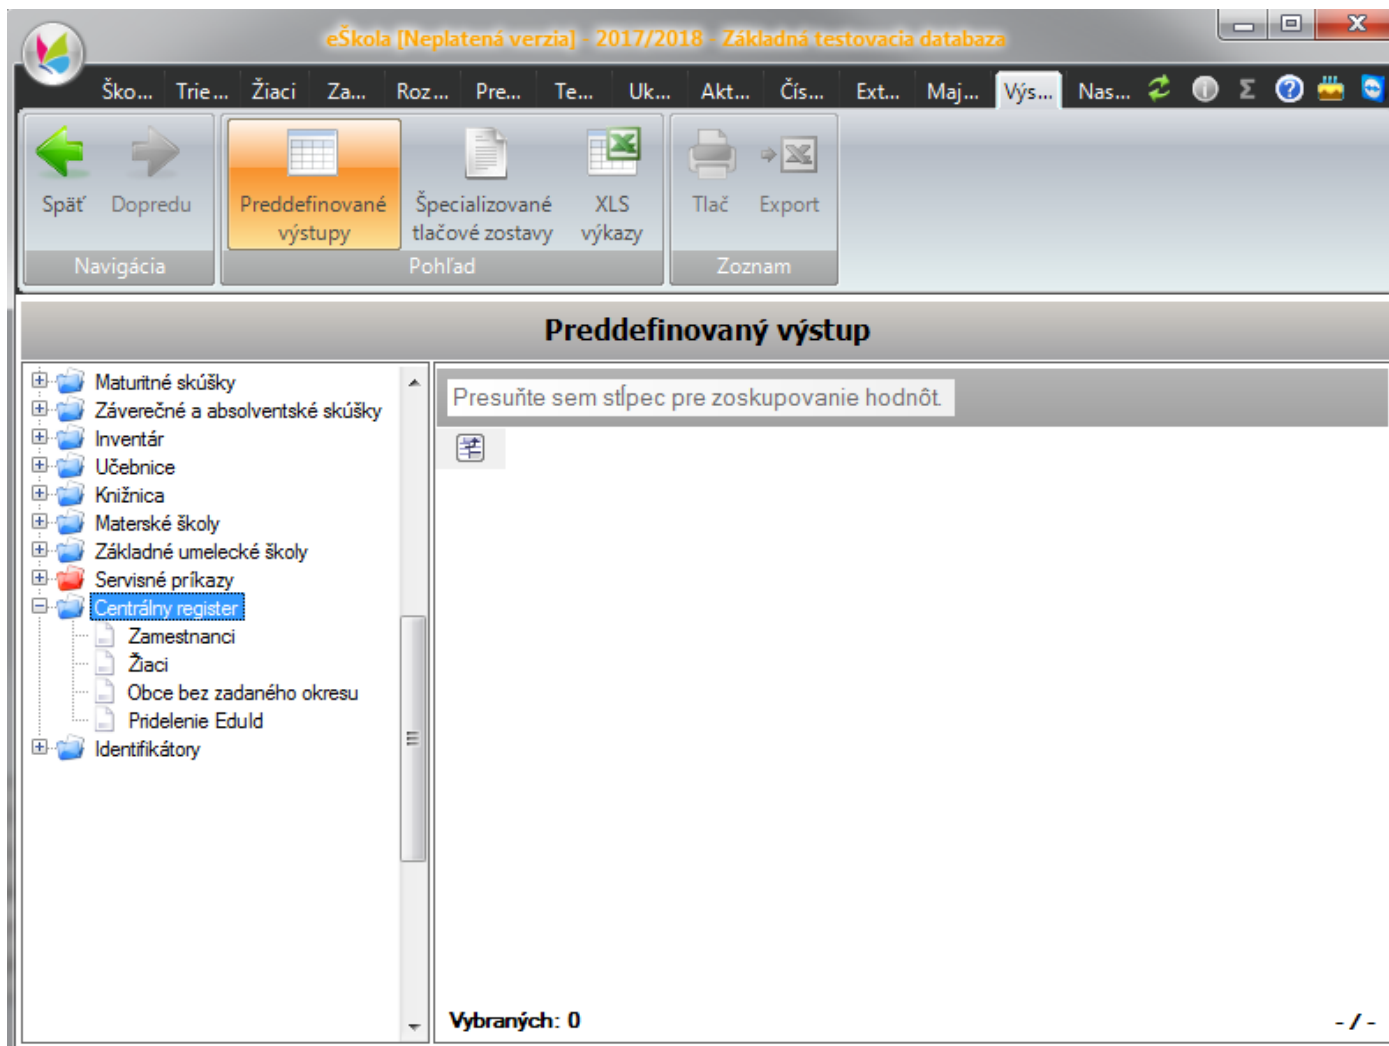 eŠkola [Neplatená verzia] - 2017/2018 - Základná testovacia databaza
Ško... Trie... Žiaci Za... Roz... Pre... Te... Uk... Akt... Čís... Ext... Maj... Výs... Nas...
Späť Dopredu Preddefinované výstupy Špecializované tlačové zostavy XLS výkazy Tlač Export
Navigácia Pohľad Zoznam
Preddefinovaný výstup
Maturitné skúšky
Záverečné a absolventské skúšky
Inventár
Učebnice
Knižnica
Materské školy
Základné umelecké školy
Servisné príkazy
Centrálny register
Zamestnanci
Žiaci
Obce bez zadaného okresu
Pridelenie EduId
Identifikátory
Presuňte sem stĺpec pre zoskupovanie hodnôt.
Vybraných: 0
- / -